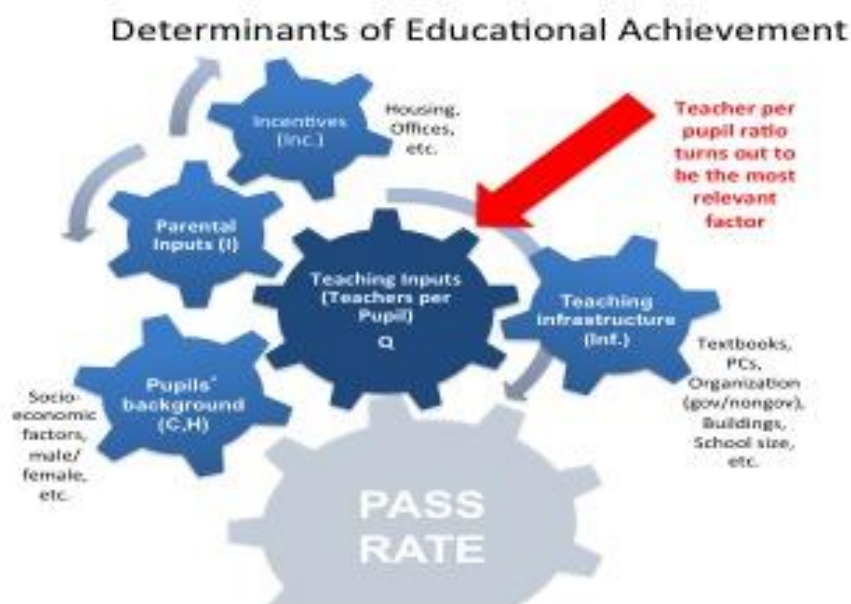 Determinants of Educational Achievement
Incentives
(Inc.)
Housing,
Offices,
etc.
Teacher per
pupil ratio
turns out to
be the most
relevant
factor
Parental
Inputs (I)
Teaching Inputs
(Teachers per
Pupil)
Q
Teaching
infrastructure
(Inf.)
Textbooks,
PCs,
Organization
(gov/nongov),
Buildings,
School size,
etc.
Pupils'
background
(C,H)
Socio-
economic
factors,
male/
female,
etc.
PASS
RATE